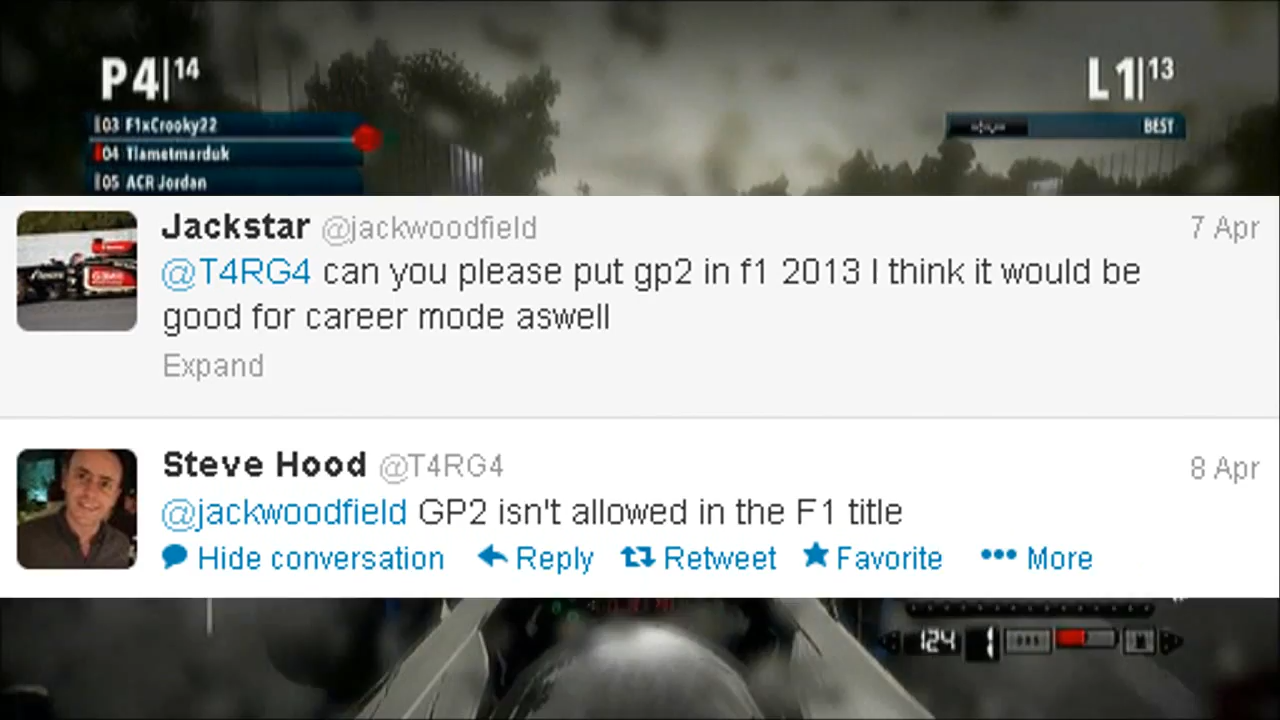 P4|14
L1|13
03 F1xCrooky22
BEST
04 Tiametmarduk
05 ACR Jordan
Jackstar @jackwoodfield 7 Apr
@T4RG4 can you please put gp2 in f1 2013 I think it would be
good for career mode aswell
Expand
Steve Hood @T4RG4 8 Apr
@jackwoodfield GP2 isn't allowed in the F1 title
Hide conversation Reply Retweet Favorite More
124